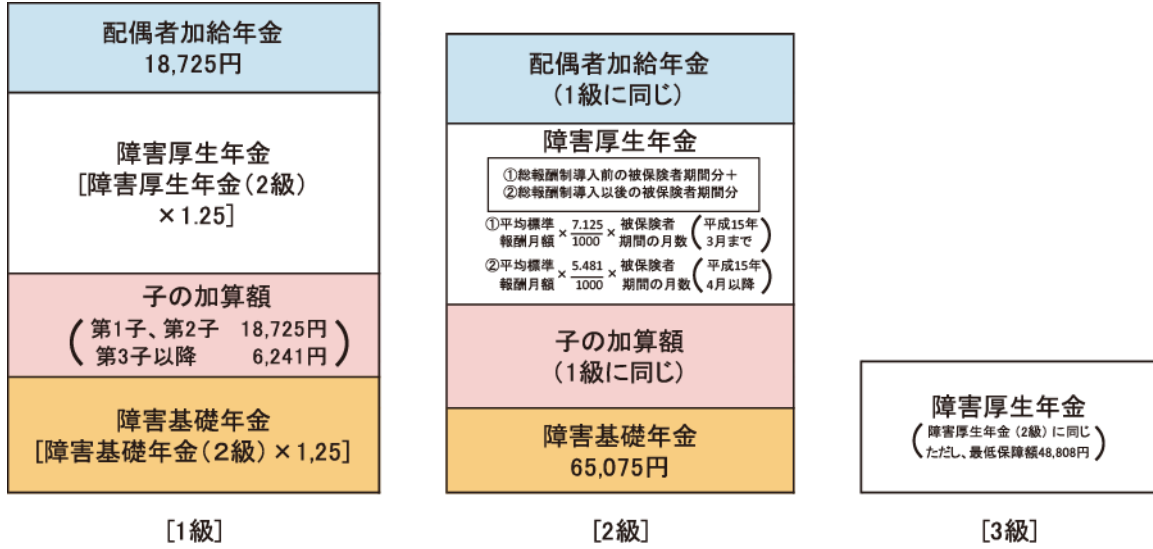 配偶者加給年金
18,725円
障害厚生年金
[障害厚生年金(2級)
×1.25]
子の加算額
第1子、第2子 18,725円
第3子以降 6,241円
障害基礎年金
[障害基礎年金(2級)×1,25]
[1級]
配偶者加給年金
(1級に同じ)
障害厚生年金
①総報酬制導入前の被保険者期間分+
②総報酬制導入以後の被保険者期間分
①平均標準報酬月額×7.125/1000×被保険者期間の月数(平成15年3月まで)
②平均標準報酬月額×5.481/1000×被保険者期間の月数(平成15年4月以降)
子の加算額
(1級に同じ)
障害基礎年金
65,075円
[2級]
障害厚生年金
(障害厚生年金(2級)に同じ
ただし、最低保障額48,808円)
[3級]